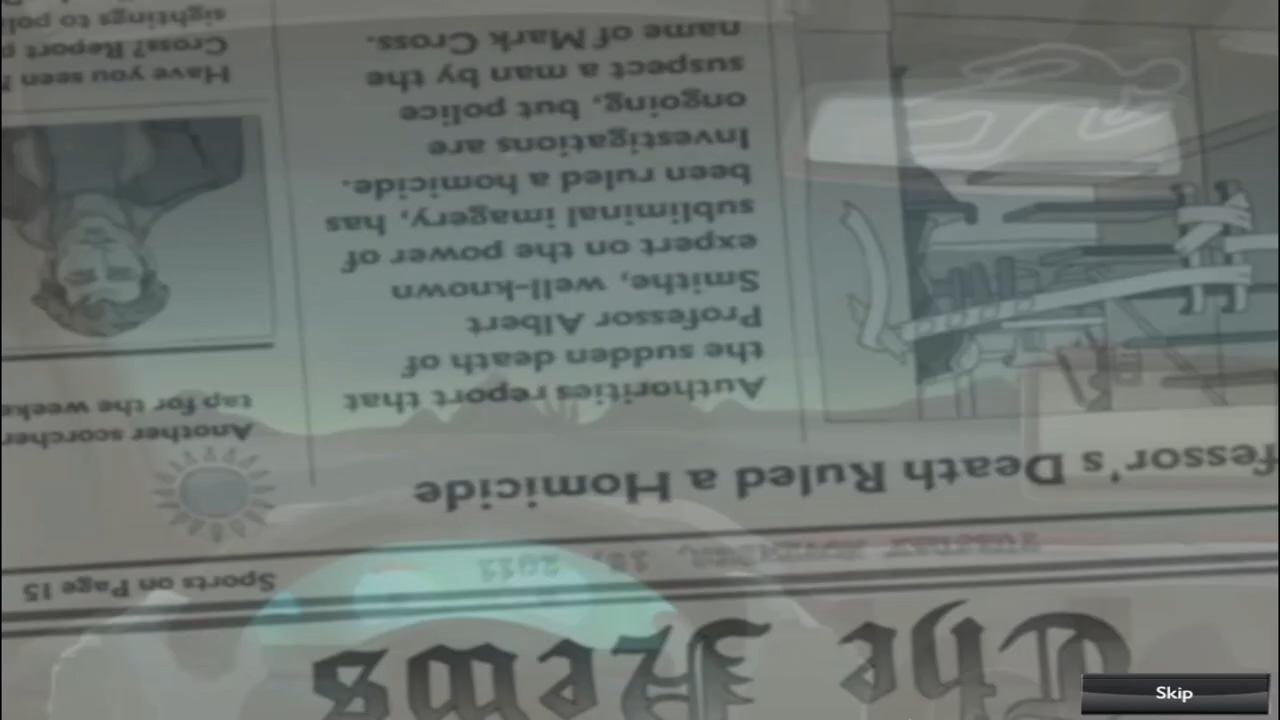 The News
2011
Sports on Page 15
fessor's Death Ruled a Homicide
Authorities report that
the sudden death of
Professor Albert
Smithe, well-known
expert on the power of
subliminal imagery, has
been ruled a homicide.
Investigations are
ongoing, but police
suspect a man by the
name of Mark Cross.
Another scorcher
tap for the weeke
Have you seen
Cross? Report p
sightings to poli
Skip